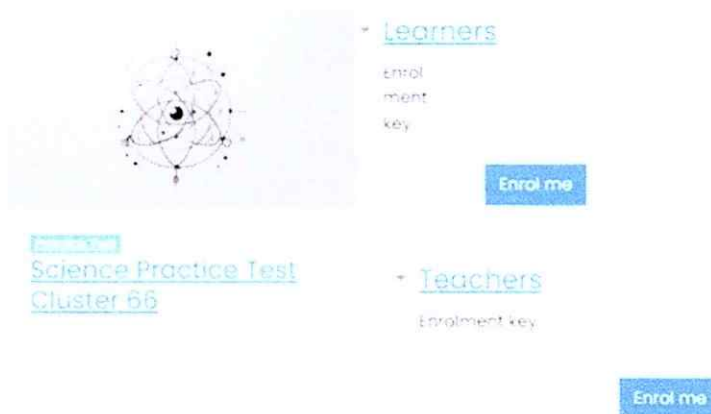 Learners
Enrol
ment
key
Enrol me
Science Practice Test
Cluster 66
Teachers
Enrolment key
Enrol me